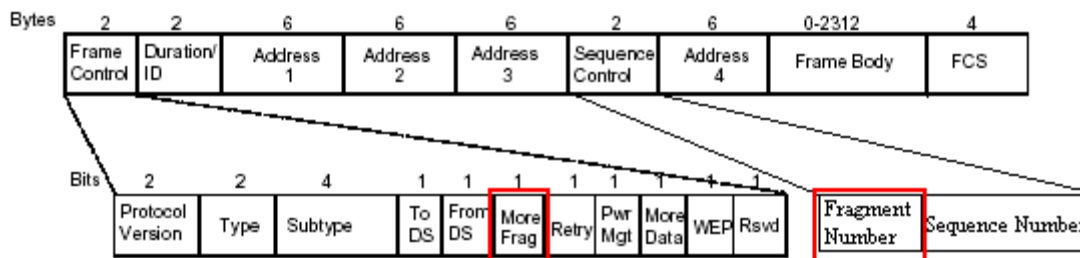 Bytes 2 2 6 6 6 2 6 0-2312 4
Frame Duration/ Address Address Address Sequence Address Frame Body FCS
Control ID 1 2 3 Control 4
Bits 2 2 4 1 1 1 1 1 1 1 1
Protocol Type Subtype To From More Retry Pwr More WEP Rsvd Fragment Sequence Number
Version DS DS Frag Mgt Data Number